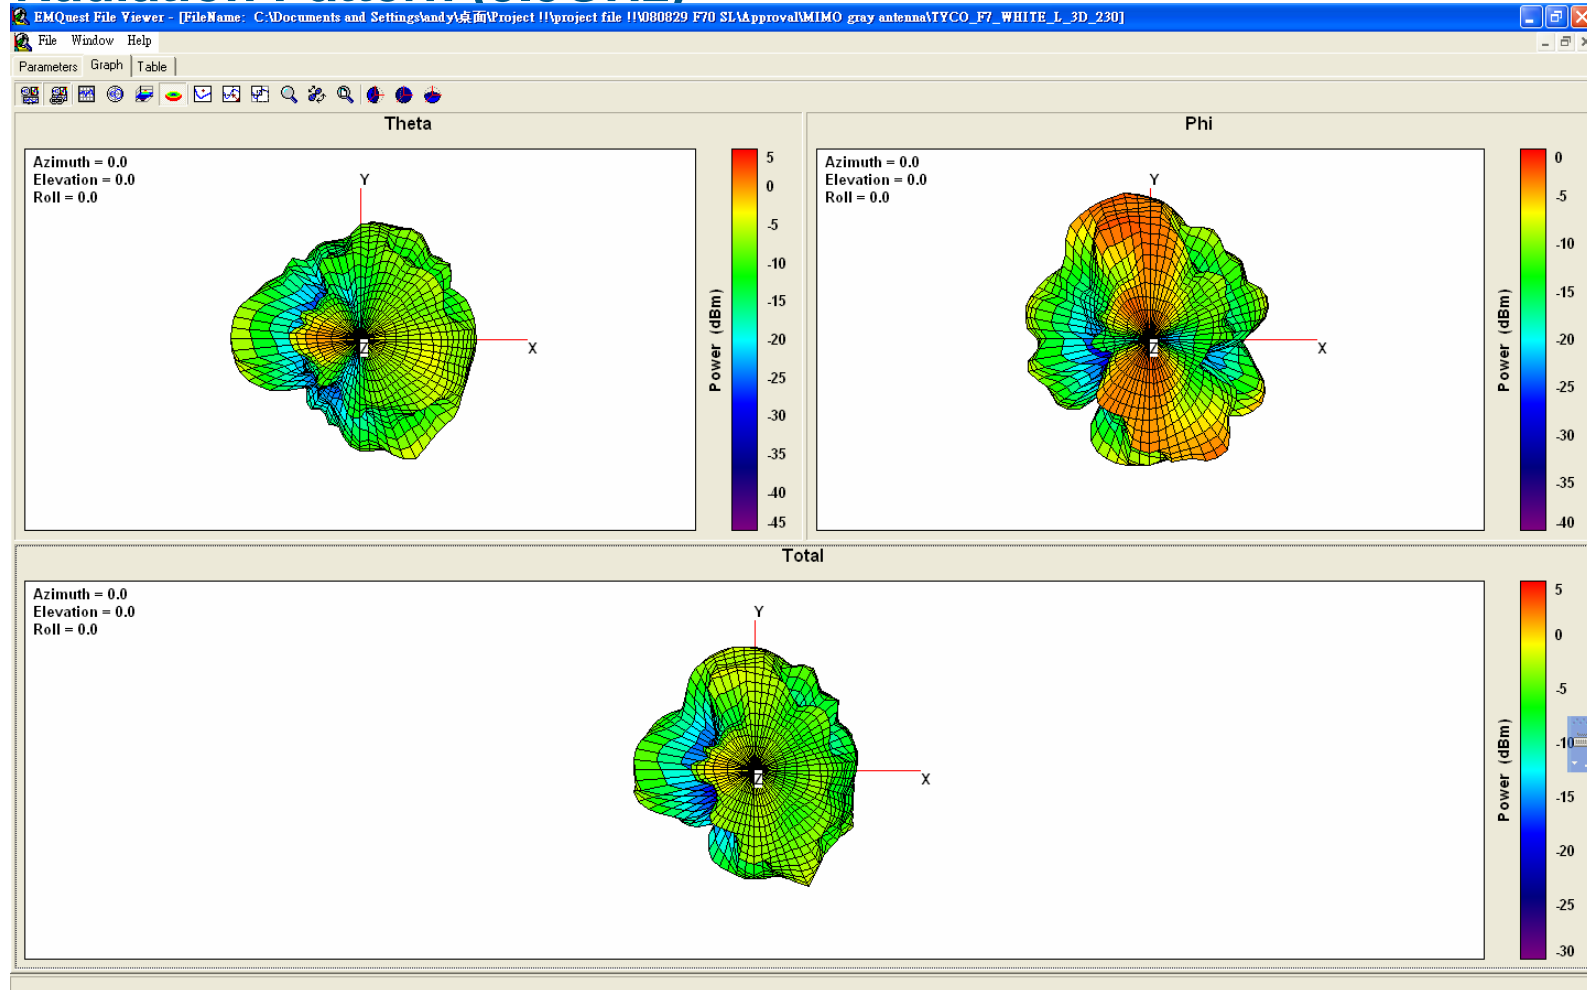 EMQuest File Viewer - [FileName: C:\Documents and Settings\andy\桌面\Project !!\project file !!\080829 F70 SL\Approval\MIMO gray antenna\TYCO_F7_WHITE_L_3D_230]
File Window Help
Parameters Graph Table
Theta
Azimuth = 0.0
Elevation = 0.0
Roll = 0.0
Y
X
Z
5
0
-5
-10
-15
-20
-25
-30
-35
-40
-45
Power (dBm)
Phi
Azimuth = 0.0
Elevation = 0.0
Roll = 0.0
Y
X
Z
0
-5
-10
-15
-20
-25
-30
-35
-40
Power (dBm)
Total
Azimuth = 0.0
Elevation = 0.0
Roll = 0.0
Y
X
Z
5
0
-5
-10
-15
-20
-25
-30
Power (dBm)